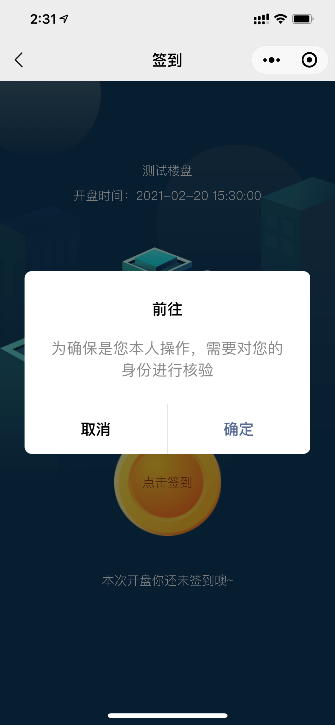 2:31
签到
测试楼盘
开盘时间：2021-02-20 15:30:00
前往
为确保是您本人操作，需要对您的
身份进行核验
取消
确定
点击签到
本次开盘你还未签到噢~